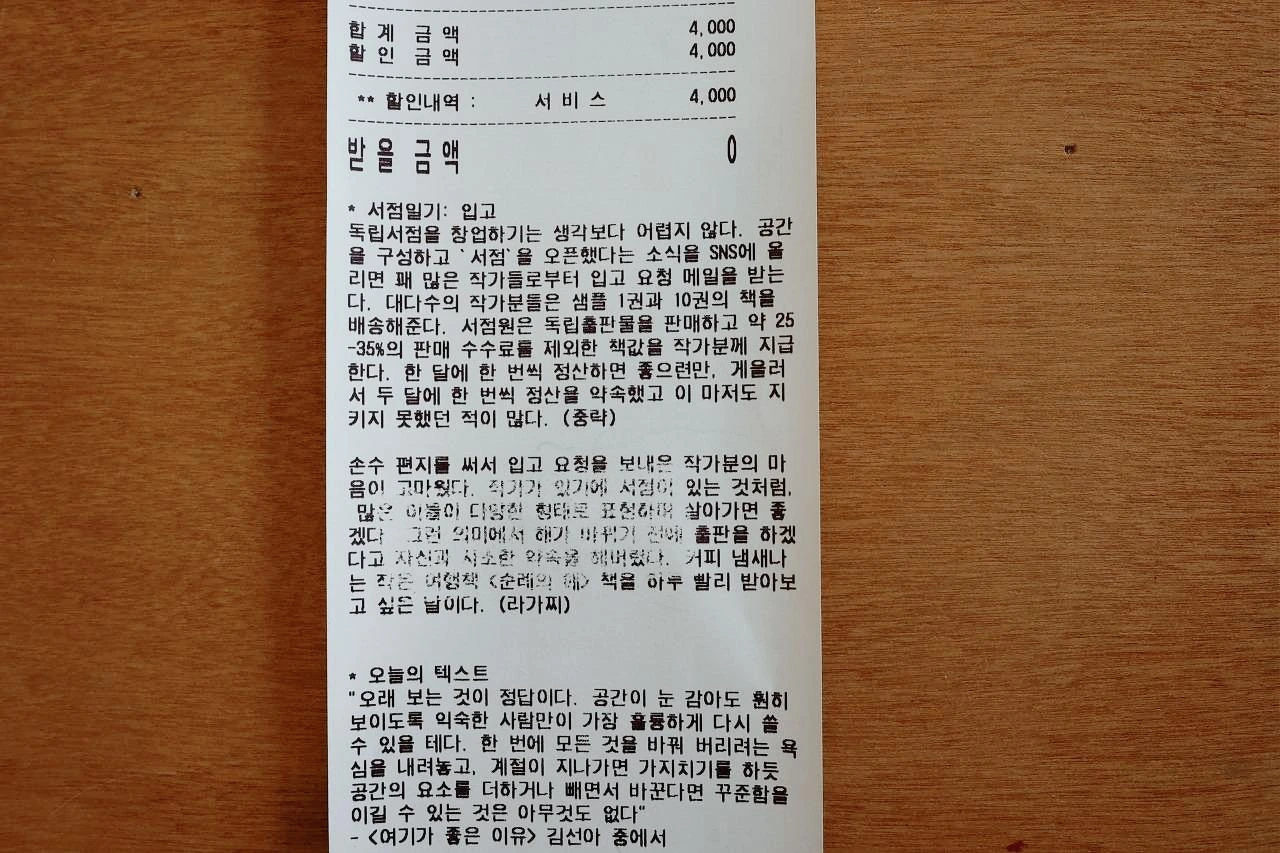 합 계 금 액 4,000
할 인 금 액 4,000
** 할인내역 : 서 비 스 4,000
받 을 금 액 0
* 서점일기: 입고
독립서점을 창업하기는 생각보다 어렵지 않다. 공간
을 구성하고 `서점`을 오픈했다는 소식을 SNS에 올
리면 꽤 많은 작가들로부터 입고 요청 메일을 받는
다. 대다수의 작가분들은 샘플 1권과 10권의 책을
배송해준다. 서점원은 독립출판물을 판매하고 약 25
-35%의 판매 수수료를 제외한 책값을 작가분께 지급
한다. 한 달에 한 번씩 정산하면 좋으련만, 게을러
서 두 달에 한 번씩 정산을 약속했고 이 마저도 지
키지 못했던 적이 많다. (중략)
손수 편지를 써서 입고 요청을 보내온 작가분의 마
음이 고마웠다. 작가가 있기에 서점이 있는 것처럼,
많은 이들이 다양한 형태로 표현하며 살아가면 좋
겠다 그런 의미에서 해가 바뀌기 전에 출판을 하겠
다고 자신과 사소한 약속을 해버렸다. 커피 냄새나
는 작은 여행책 <순례의 해> 책을 하루 빨리 받아보
고 싶은 날이다. (라가찌)
* 오늘의 텍스트
"오래 보는 것이 정답이다. 공간이 눈 감아도 훤히
보이도록 익숙한 사람만이 가장 훌륭하게 다시 쓸
수 있을 테다. 한 번에 모든 것을 바꿔 버리려는 욕
심을 내려놓고, 계절이 지나가면 가지치기를 하듯
공간의 요소를 더하거나 빼면서 바꾼다면 꾸준함을
이길 수 있는 것은 아무것도 없다"
- <여기가 좋은 이유> 김선아 중에서